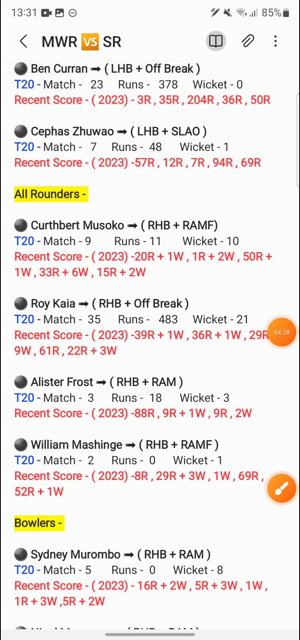 13:31 85%
MWR 🆚 SR
⚫ Ben Curran ➞ ( LHB + Off Break )
T20 - Match - 23 Runs - 378 Wicket - 0
Recent Score - ( 2023) - 3R, 35R, 204R, 36R, 50R
⚫ Cephas Zhuwao ➞ ( LHB + SLAO )
T20 - Match - 7 Runs - 48 Wicket - 1
Recent Score - ( 2023) -57R, 12R, 7R, 94R, 69R
All Rounders -
⚫ Curthbert Musoko ➞ ( RHB + RAMF)
T20 - Match - 9 Runs - 11 Wicket - 10
Recent Score - ( 2023) -20R + 1W , 1R + 2W , 50R +
1W , 33R + 6W , 15R + 2W
⚫ Roy Kaia ➞ ( RHB + Off Break )
T20 - Match - 35 Runs - 483 Wicket - 21
Recent Score - ( 2023) -39R + 1W , 36R + 1W , 29R
9W , 61R , 22R + 3W
04:38
⚫ Alister Frost ➞ ( RHB + RAM )
T20 - Match - 3 Runs - 18 Wicket - 3
Recent Score - ( 2023) -88R, 9R + 1W , 9R , 2W
⚫ William Mashinge ➞ ( RHB + RAMF )
T20 - Match - 2 Runs - 0 Wicket - 1
Recent Score - ( 2023) -8R , 29R + 3W , 1W , 69R ,
52R + 1W
Bowlers -
⚫ Sydney Murombo ➞ ( RHB + RAM )
T20 - Match - 5 Runs - 0 Wicket - 8
Recent Score - ( 2023) - 16R + 2W , 5R + 3W , 1W ,
1R + 3W ,5R + 2W